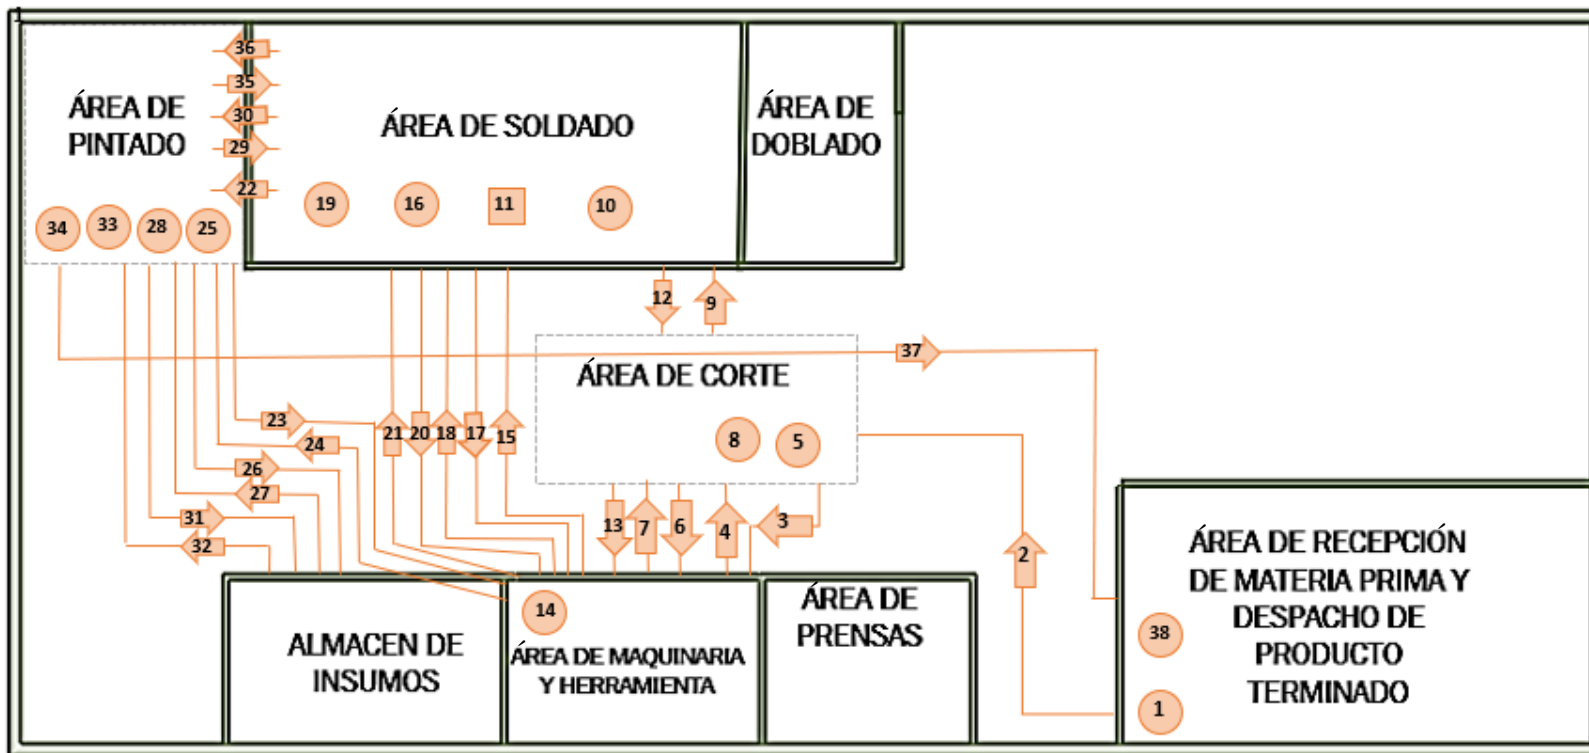 1
ÁREA DE
PINTADO
36
35
30
29
22
34
33
28
25
ÁREA DE SOLDADO
19
16
11
10
ÁREA DE
DOBLADO
12
9
37
ÁREA DE CORTE
8
5
23
24
26
27
31
32
21
20
18
17
15
13
7
6
4
3
2
ALMACEN DE
INSUMOS
14
ÁREA DE MAQUINARIA
Y HERRAMIENTA
ÁREA DE
PRENSAS
ÁREA DE RECEPCIÓN
DE MATERIA PRIMA Y
DESPACHO DE
PRODUCTO
TERMINADO
38
1